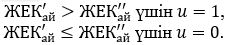 ЖЕК′ай > ЖЕК″ай үшін u = 1,
ЖЕК′ай ≤ ЖЕК″ай үшін u = 0.